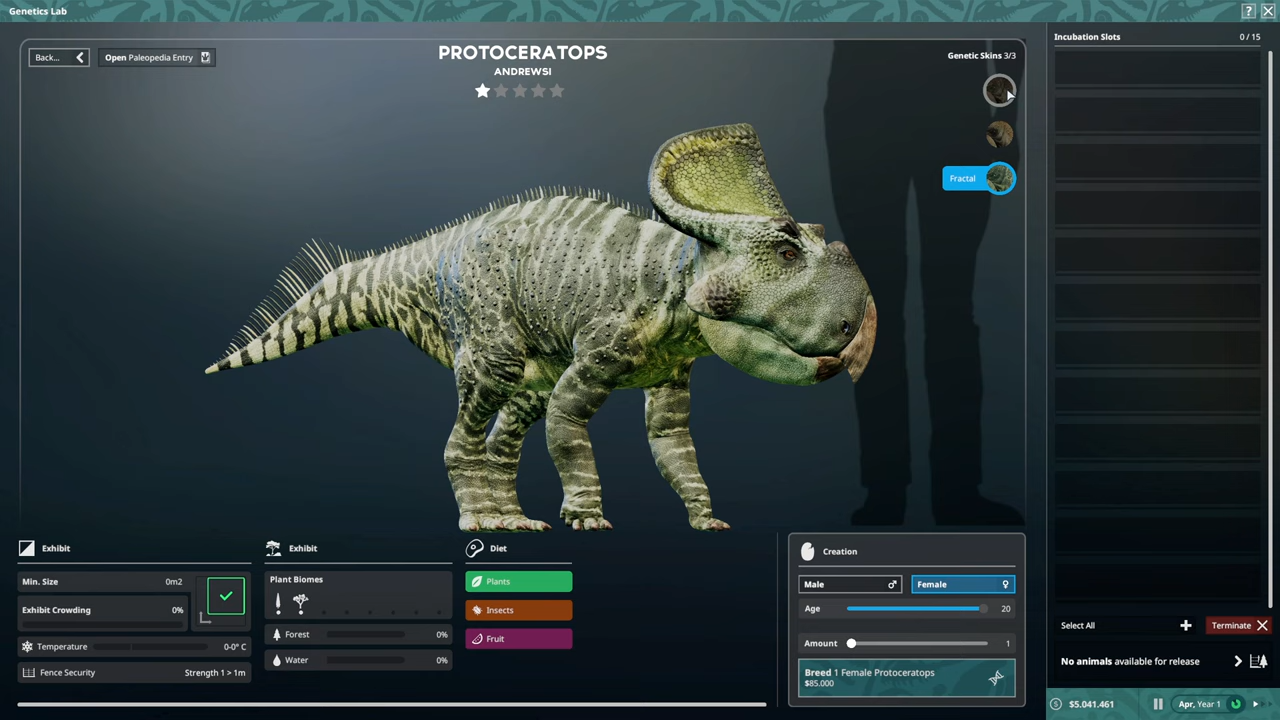 Genetics Lab
?
Back...
Open Paleopedia Entry
PROTOCERATOPS
ANDREWSI
Genetic Skins 3/3
Fractal
Incubation Slots 0 / 15
Exhibit
Min. Size 0m2
Exhibit Crowding 0%
Temperature 0-0° C
Fence Security Strength 1 > 1m
Exhibit
Plant Biomes
Forest 0%
Water 0%
Diet
Plants
Insects
Fruit
Creation
Male
Female
Age 20
Amount 1
Breed 1 Female Protoceratops
$85.000
Select All
Terminate
No animals available for release
$5.041.461
Apr, Year 1